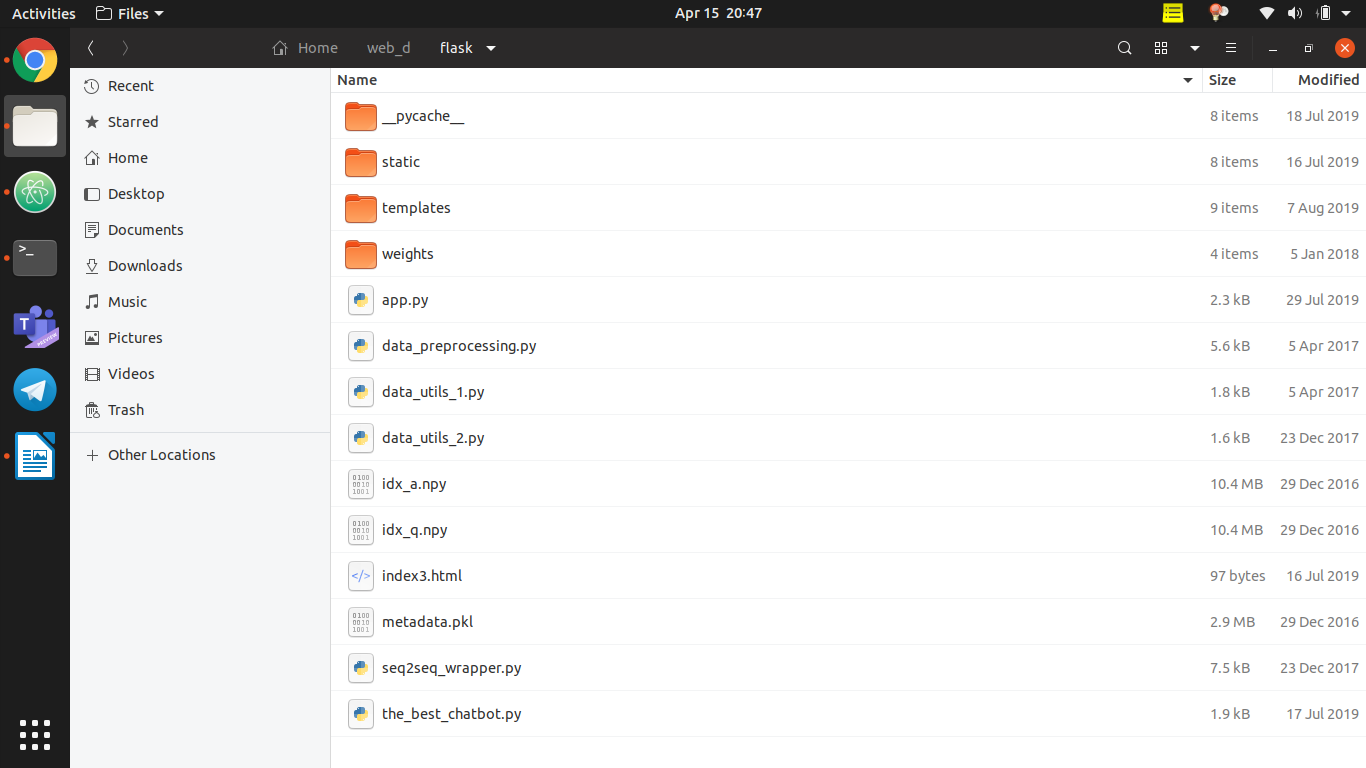 Activities Files Apr 15 20:47
Home web_d flask
Name Size Modified
Recent
Starred
Home
Desktop
Documents
Downloads
Music
Pictures
Videos
Trash
Other Locations
__pycache__ 8 items 18 Jul 2019
static 8 items 16 Jul 2019
templates 9 items 7 Aug 2019
weights 4 items 5 Jan 2018
app.py 2.3 kB 29 Jul 2019
data_preprocessing.py 5.6 kB 5 Apr 2017
data_utils_1.py 1.8 kB 5 Apr 2017
data_utils_2.py 1.6 kB 23 Dec 2017
idx_a.npy 10.4 MB 29 Dec 2016
idx_q.npy 10.4 MB 29 Dec 2016
index3.html 97 bytes 16 Jul 2019
metadata.pkl 2.9 MB 29 Dec 2016
seq2seq_wrapper.py 7.5 kB 23 Dec 2017
the_best_chatbot.py 1.9 kB 17 Jul 2019
>_
T
PREVIEW